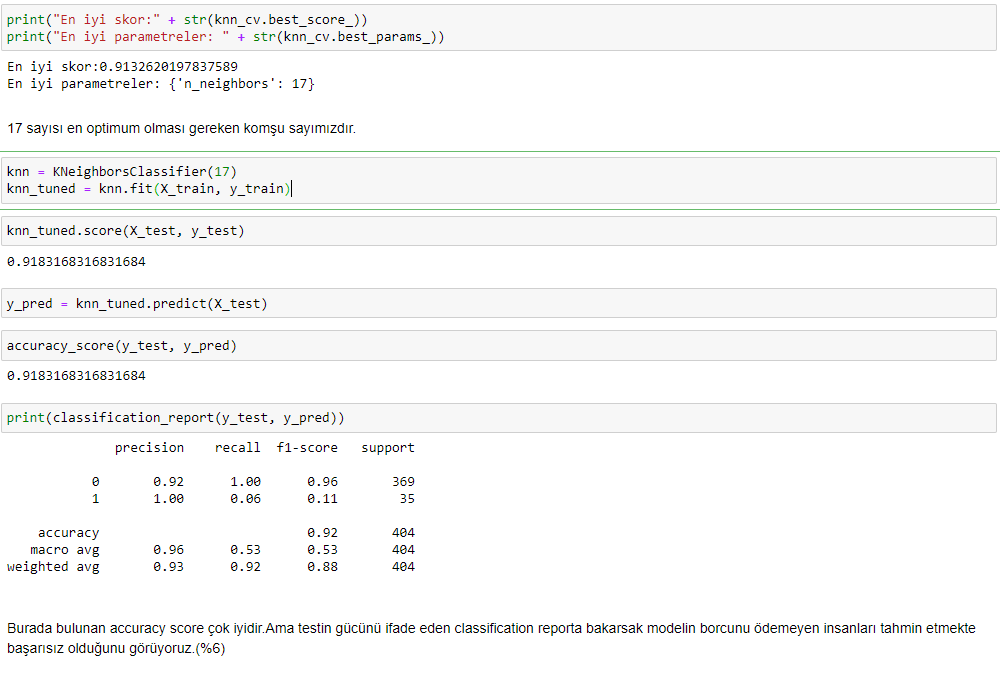 print("En iyi skor:" + str(knn_cv.best_score_))
print("En iyi parametreler: " + str(knn_cv.best_params_))
En iyi skor:0.9132620197837589
En iyi parametreler: {'n_neighbors': 17}
17 sayısı en optimum olması gereken komşu sayımızdır.
knn = KNeighborsClassifier(17)
knn_tuned = knn.fit(X_train, y_train)
knn_tuned.score(X_test, y_test)
0.9183168316831684
y_pred = knn_tuned.predict(X_test)
accuracy_score(y_test, y_pred)
0.9183168316831684
print(classification_report(y_test, y_pred))
precision recall f1-score support
0 0.92 1.00 0.96 369
1 1.00 0.06 0.11 35
accuracy 0.92 404
macro avg 0.96 0.53 0.53 404
weighted avg 0.93 0.92 0.88 404
Burada bulunan accuracy score çok iyidir.Ama testin gücünü ifade eden classification reporta bakarsak modelin borcunu ödemeyen insanları tahmin etmekte
başarısız olduğunu görüyoruz.(%6)